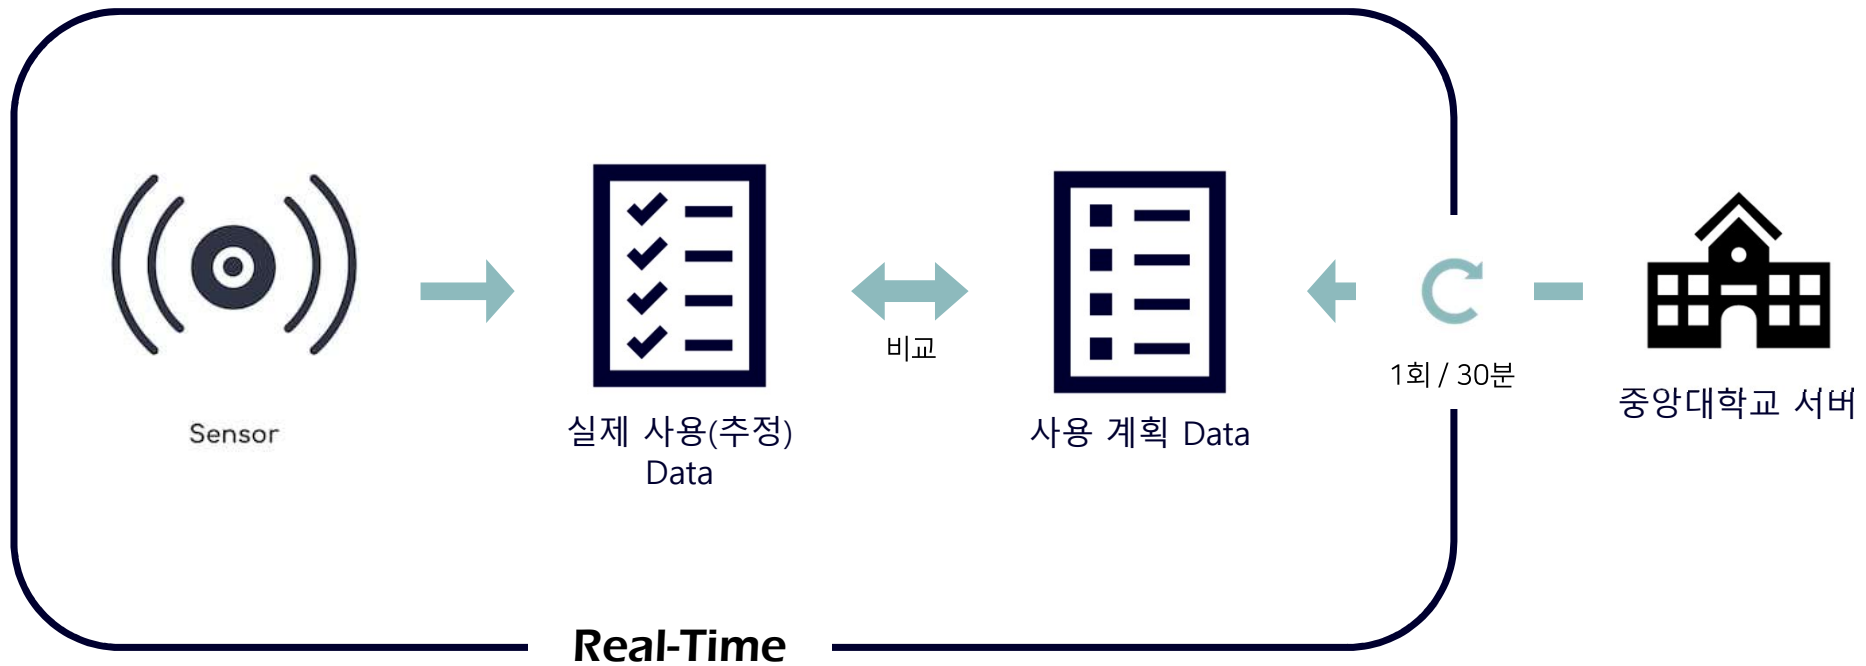 Sensor
실제 사용(추정)
Data
비교
사용 계획 Data
1회 / 30분
중앙대학교 서버
Real-Time